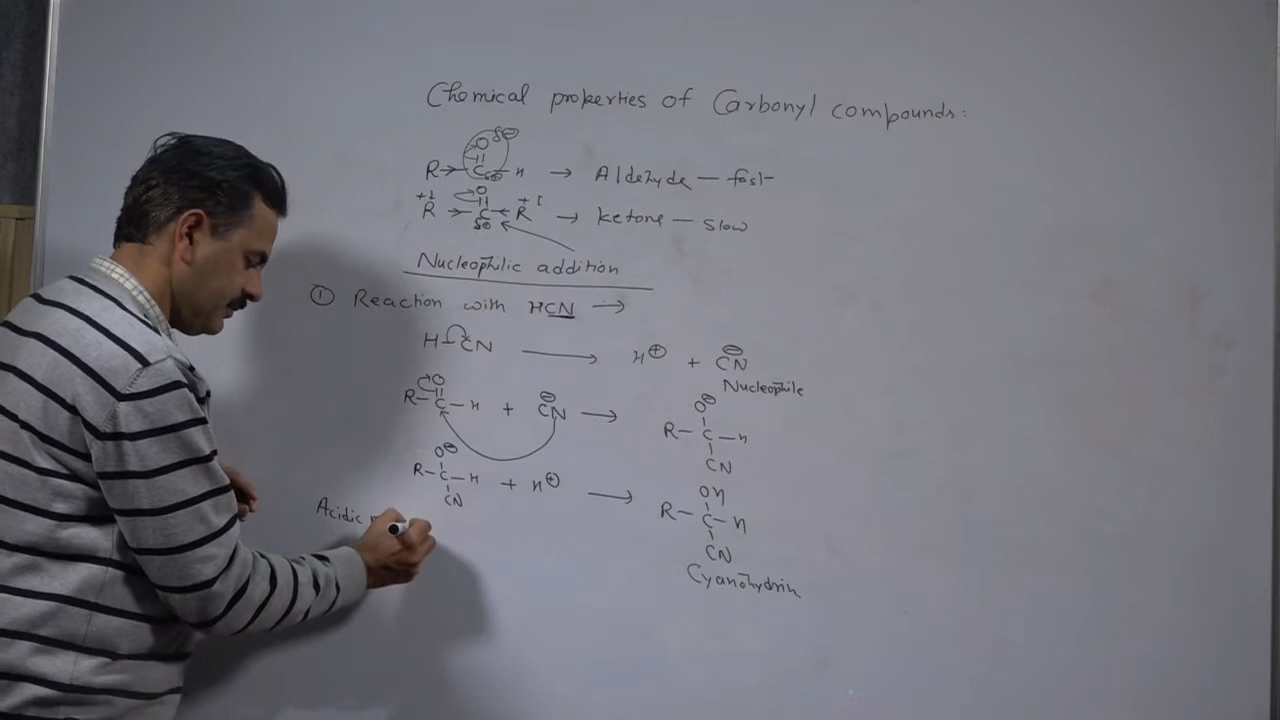 Chemical properties of Carbonyl compounds:
O δ⊖
R→C δ⊕—H → Aldehyde — fast
+I O +I
R→C←R → ketone — slow
δ⊕
Nucleophilic addition
① Reaction with HCN →
H–CN → H⊕ + C̄N
Nucleophile
O
R–C–H + CN⊖ →
O⊖
R–C–H
CN
O⊖
R–C–H + H⊕ →
CN
OH
R–C–H
CN
Cyanohydrin
Acidic